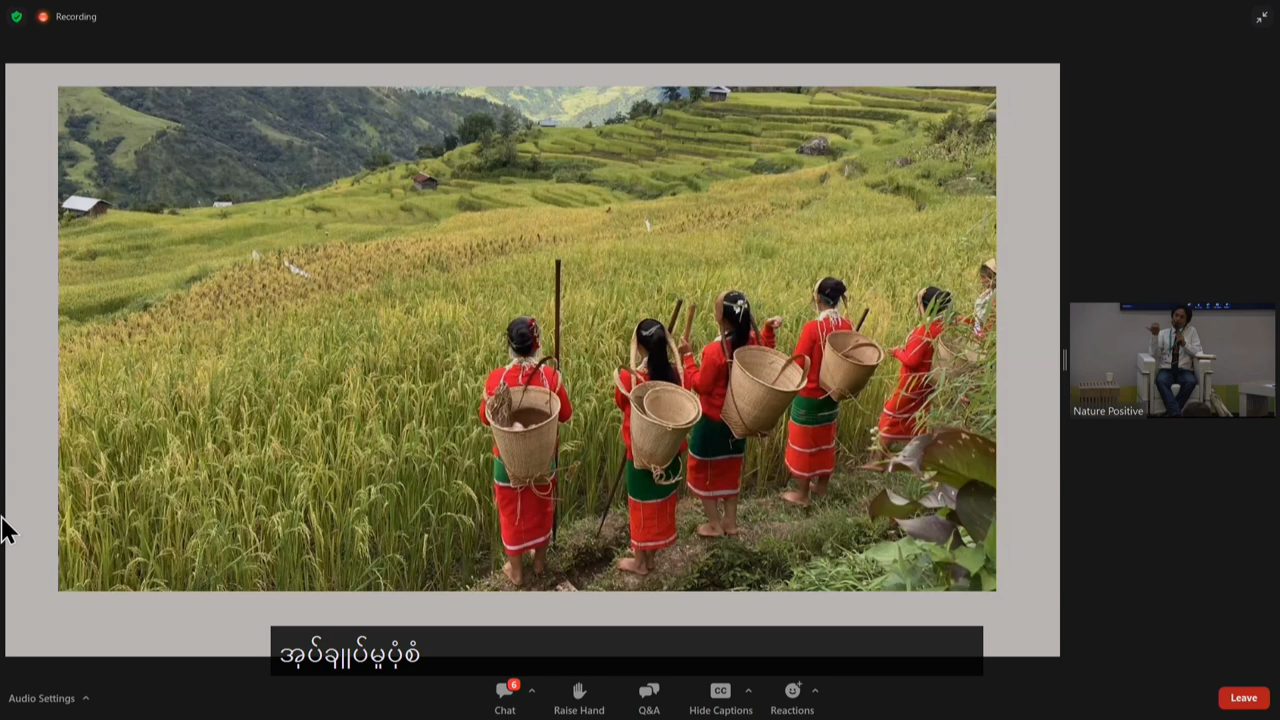 Recording
Nature Positive
အုပ်ချုပ်မှုပုံစံ
Audio Settings
6
Chat
Raise Hand
Q&A
CC
Hide Captions
Reactions
Leave